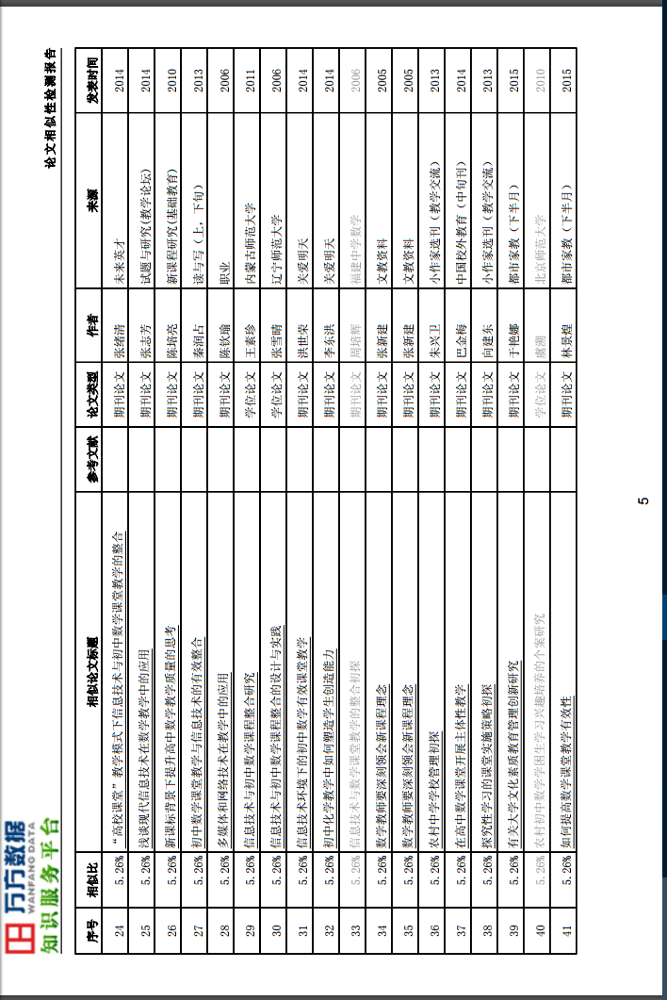 万方数据
WANFANG DATA
知识服务平台
论文相似性检测报告
序号 相似比 相似论文标题 参考文献 论文类型 作者 来源 发表时间
24 5.26% “高校课堂”教学模式下信息技术与初中数学课堂教学的整合 期刊论文 张绪清 未来英才 2014
25 5.26% 浅谈现代信息技术在数学教学中的应用 期刊论文 张志芳 试题与研究(教学论坛) 2014
26 5.26% 新课标背景下提升高中数学教学质量的思考 期刊论文 陈培亮 新课程研究(基础教育) 2010
27 5.26% 初中数学课堂教学与信息技术的有效整合 期刊论文 秦润占 读与写（上，下旬） 2013
28 5.26% 多媒体和网络技术在教学中的应用 期刊论文 陈钦瑜 职业 2006
29 5.26% 信息技术与初中数学课程整合研究 学位论文 王素珍 内蒙古师范大学 2011
30 5.26% 信息技术与初中数学课程整合的设计与实践 学位论文 张雪晴 辽宁师范大学 2006
31 5.26% 信息技术环境下的初中数学有效课堂教学 期刊论文 洪世荣 关爱明天 2014
32 5.26% 初中化学教学中如何塑造学生创造能力 期刊论文 李东洪 关爱明天 2014
33 5.26% 信息技术与数学课堂教学的整合初探 期刊论文 周培辉 福建中学数学 2006
34 5.26% 数学教师要深刻领会新课程理念 期刊论文 张新建 文教资料 2005
35 5.26% 数学教师要深刻领会新课程理念 期刊论文 张新建 文教资料 2005
36 5.26% 农村中学学校管理初探 期刊论文 朱兴卫 小作家选刊（教学交流） 2013
37 5.26% 在高中数学课堂开展主体性教学 期刊论文 巴金梅 中国校外教育（中旬刊） 2014
38 5.26% 探究性学习的课堂实施策略初探 期刊论文 向建东 小作家选刊（教学交流） 2013
39 5.26% 有关大学文化素质教育管理创新研究 期刊论文 于艳娜 都市家教（下半月） 2015
40 5.26% 农村初中数学学困生学习兴趣培养的个案研究 学位论文 虞溯 北京师范大学 2010
41 5.26% 如何提高数学课堂教学有效性 期刊论文 林景煌 都市家教（下半月） 2015
5